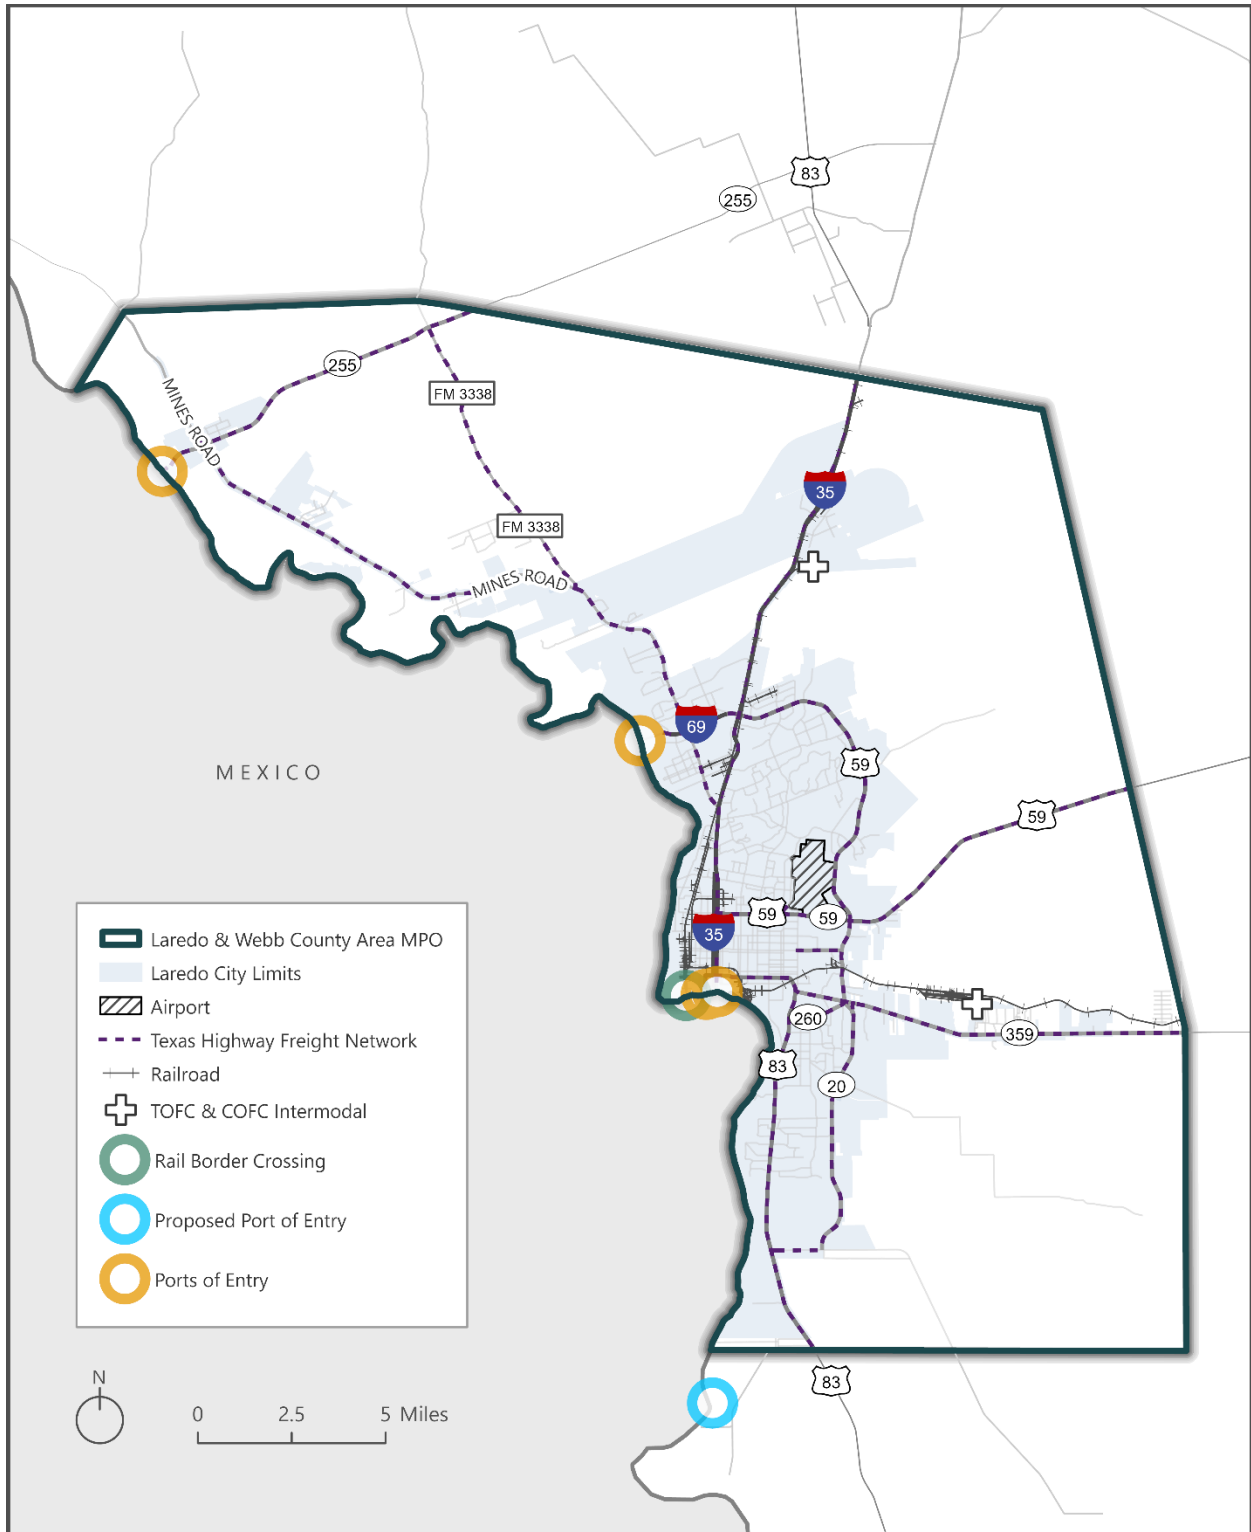 83
255
255
MINES ROAD
FM 3338
35
FM 3338
MINES ROAD
69
59
MEXICO
59
59
59
35
260
359
83
20
83
Laredo & Webb County Area MPO
Laredo City Limits
Airport
Texas Highway Freight Network
Railroad
TOFC & COFC Intermodal
Rail Border Crossing
Proposed Port of Entry
Ports of Entry
N
0 2.5 5 Miles